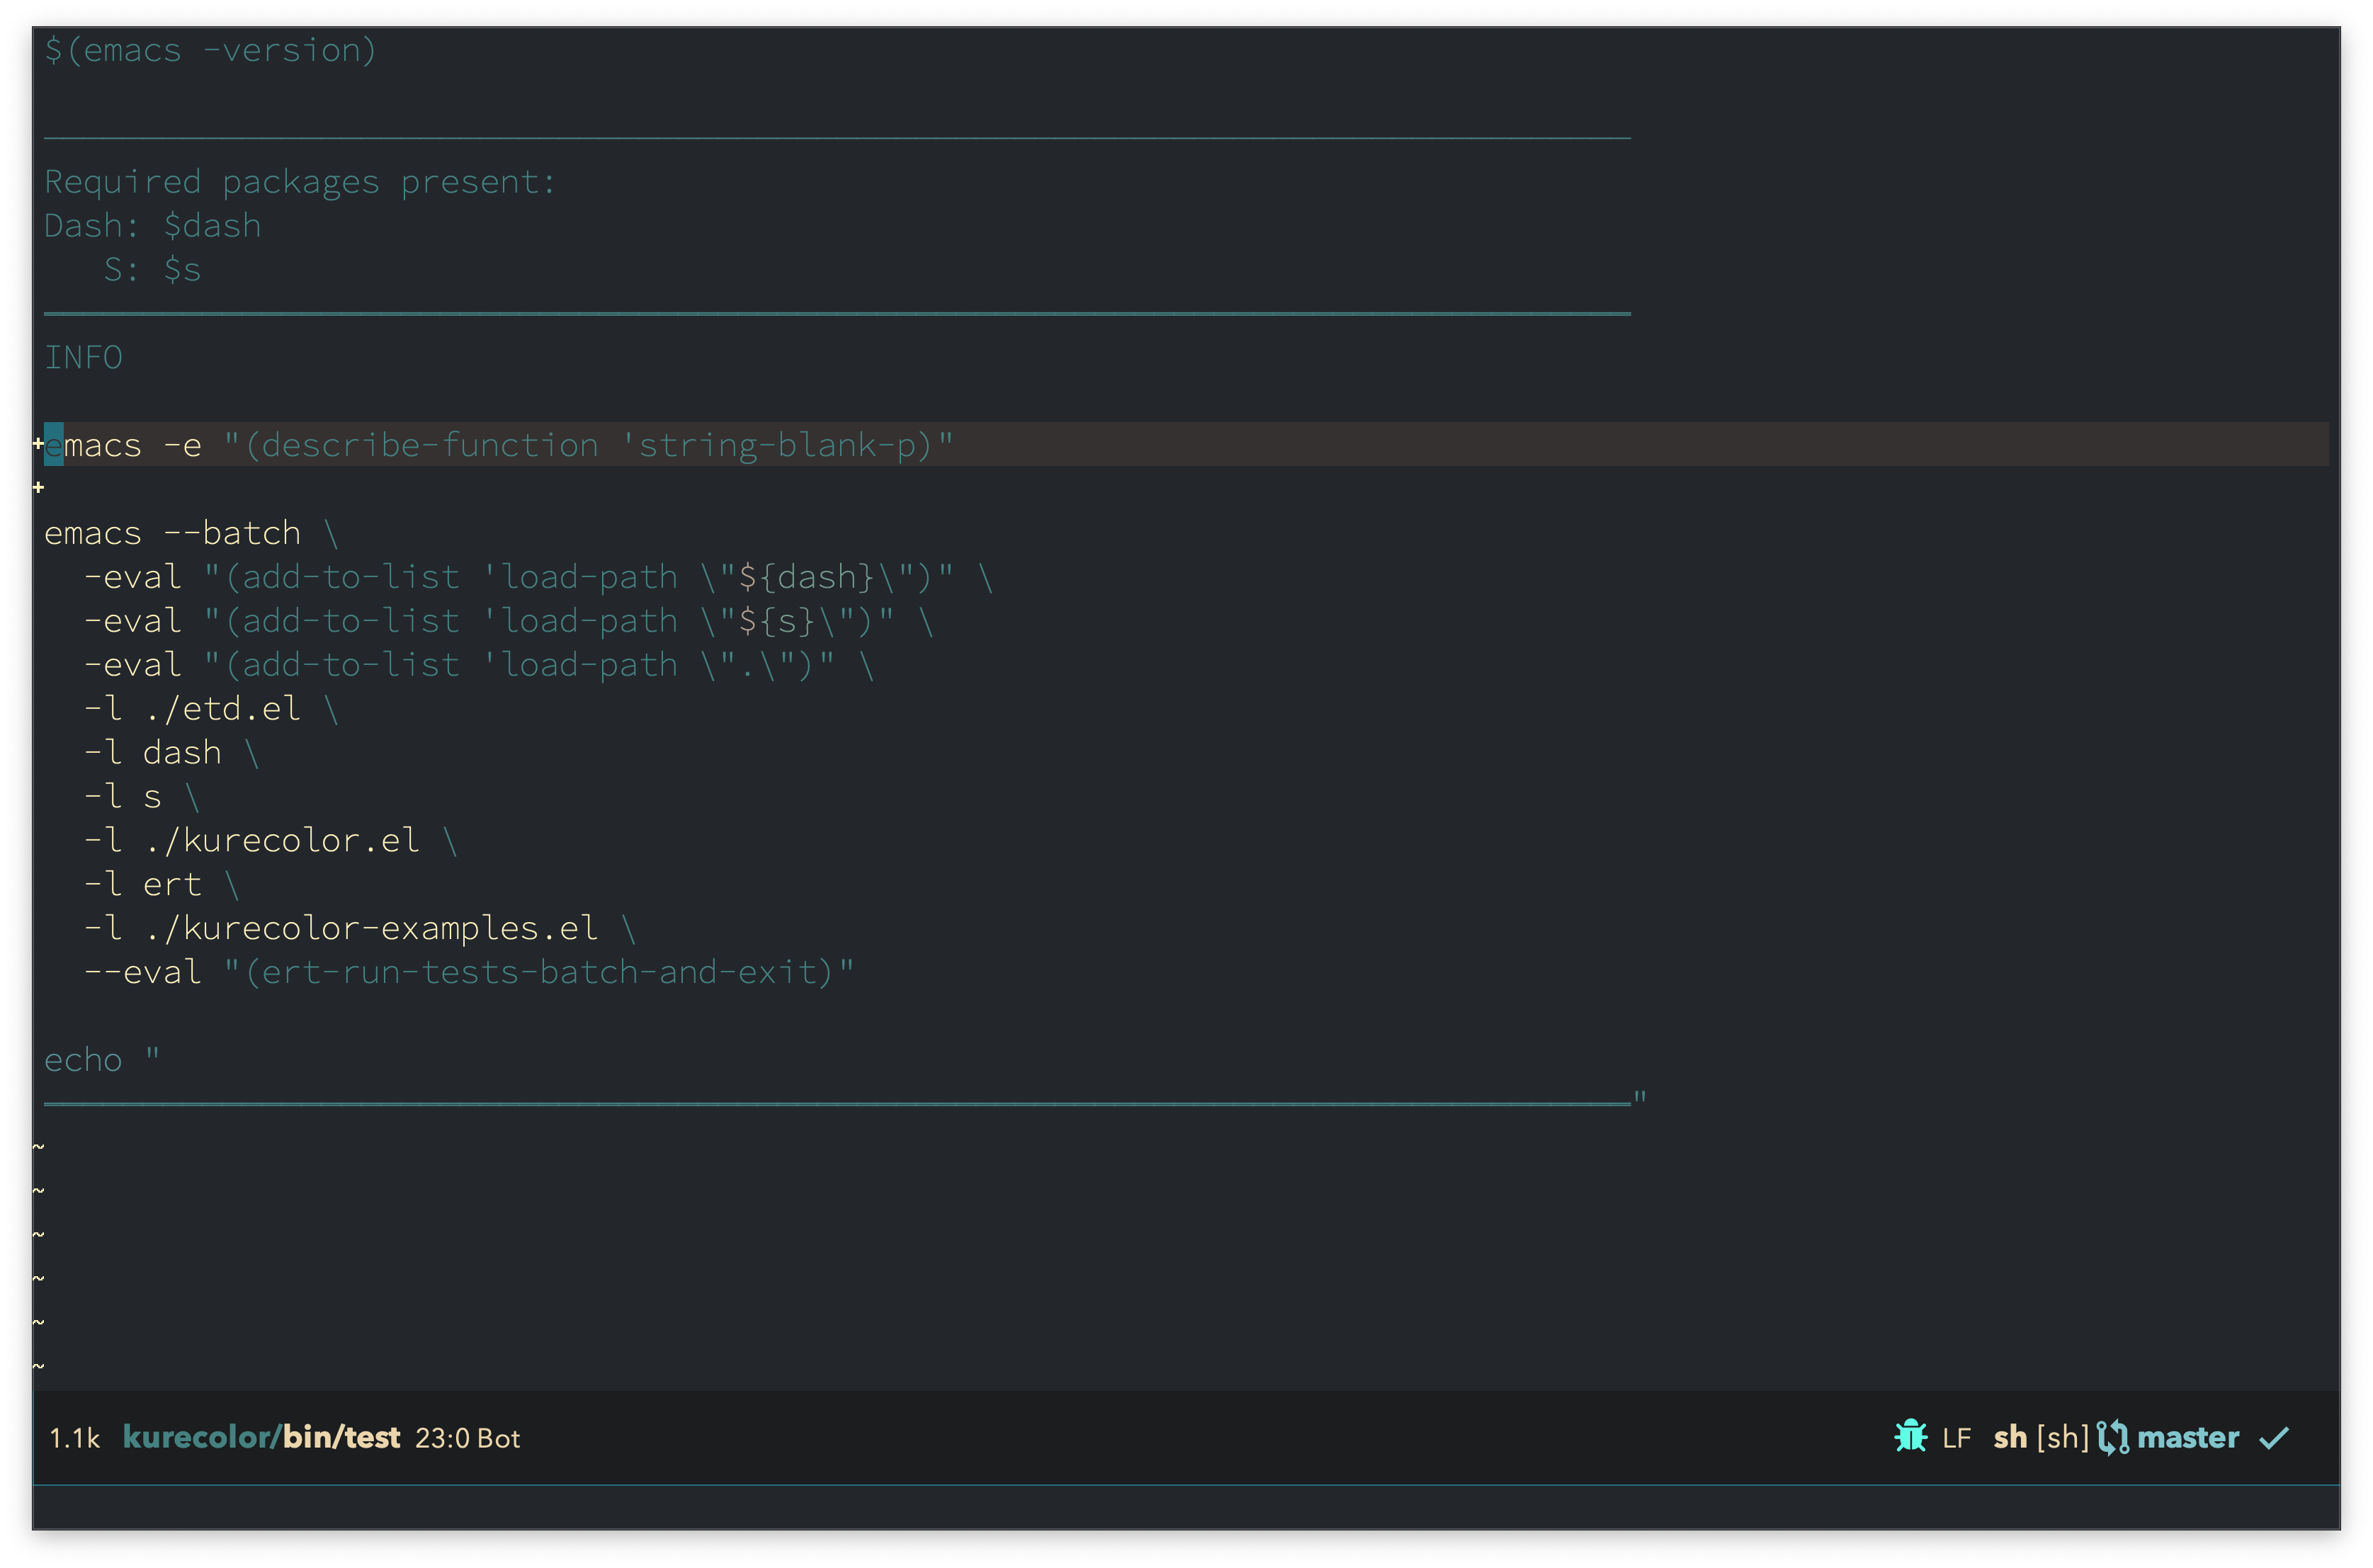 $(emacs -version)
────────────────────────────────────────────────────────────────────────────────
Required packages present:
Dash: $dash
   S: $s
════════════════════════════════════════════════════════════════════════════════
INFO
+emacs -e "(describe-function 'string-blank-p)"
+
emacs --batch \
  -eval "(add-to-list 'load-path \"${dash}\")" \
  -eval "(add-to-list 'load-path \"${s}\")" \
  -eval "(add-to-list 'load-path \".\")" \
  -l ./etd.el \
  -l dash \
  -l s \
  -l ./kurecolor.el \
  -l ert \
  -l ./kurecolor-examples.el \
  --eval "(ert-run-tests-batch-and-exit)"
echo "
════════════════════════════════════════════════════════════════════════════════"
~
~
~
~
~
~
1.1k kurecolor/bin/test 23:0 Bot LF sh [sh] master ✓